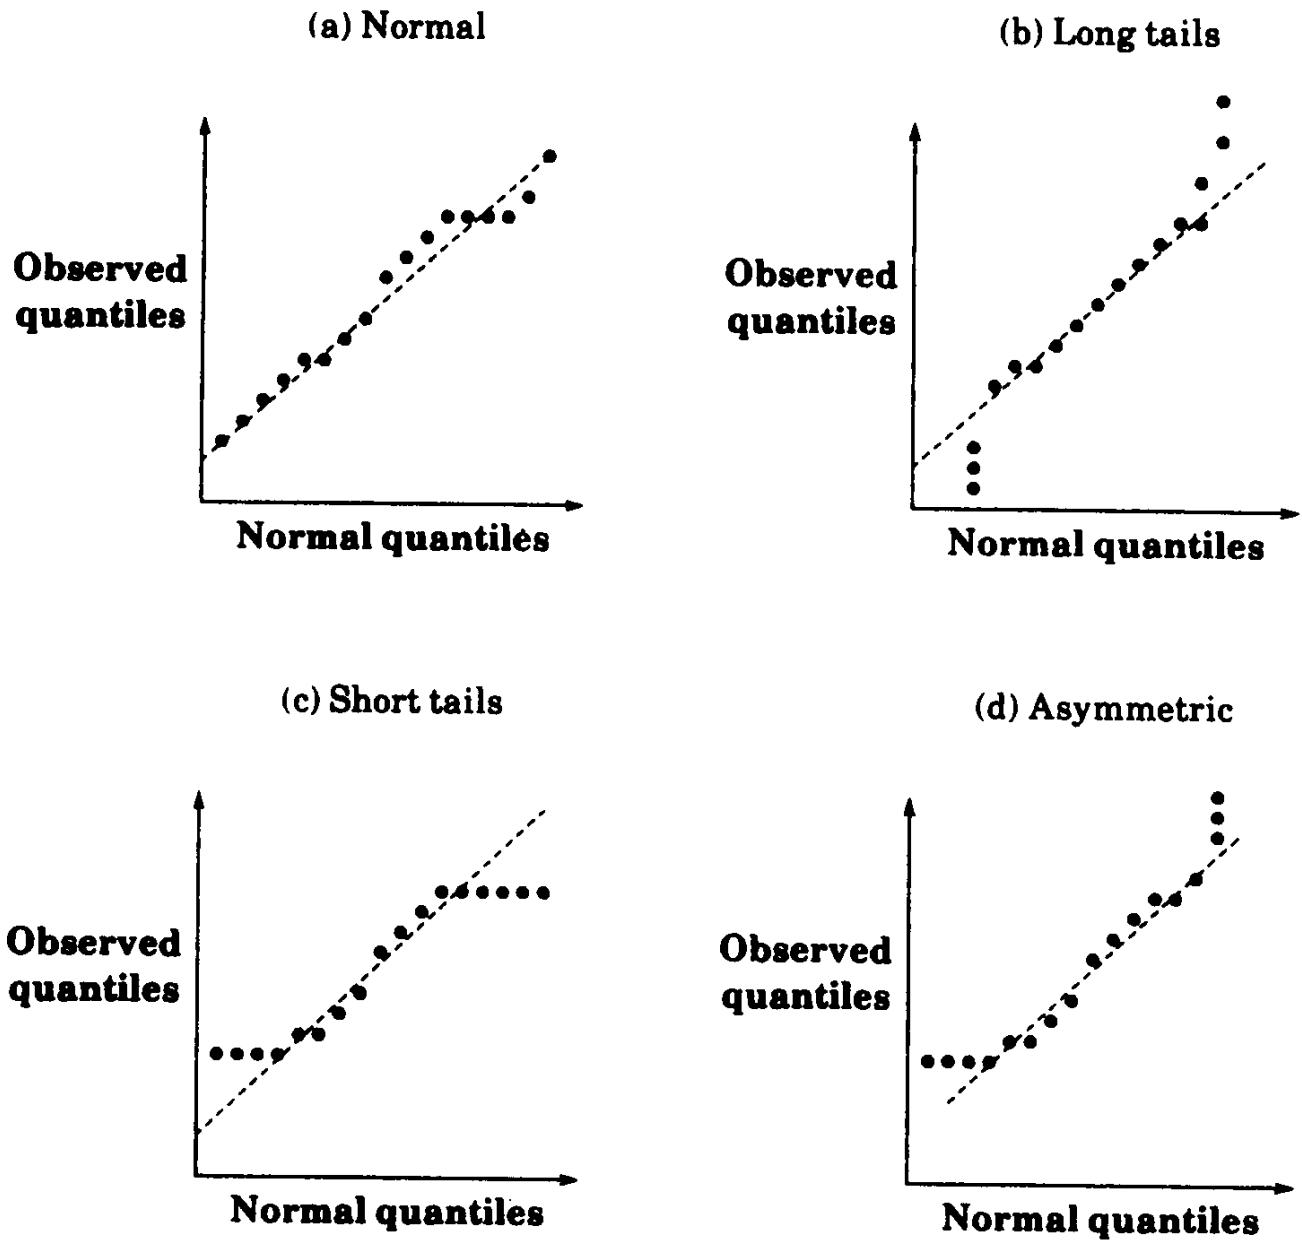 (a) Normal
(b) Long tails
Observed
quantiles
Normal quantiles
Observed
quantiles
Normal quantiles
(c) Short tails
(d) Asymmetric
Observed
quantiles
Normal quantiles
Observed
quantiles
Normal quantiles